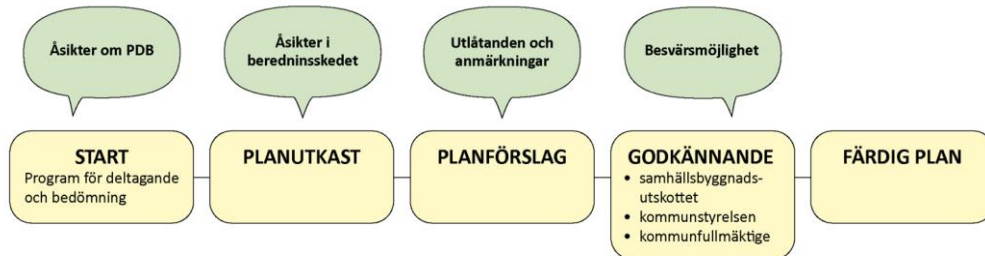 Åsikter om PDB
Åsikter i
beredninsskedet
Utlåtanden och
anmärkningar
Besvärsmöjlighet
START
Program för deltagande
och bedömning
PLANUTKAST
PLANFÖRSLAG
GODKÄNNANDE
• samhällsbyggnads-
utskottet
• kommunstyrelsen
• kommunfullmäktige
FÄRDIG PLAN